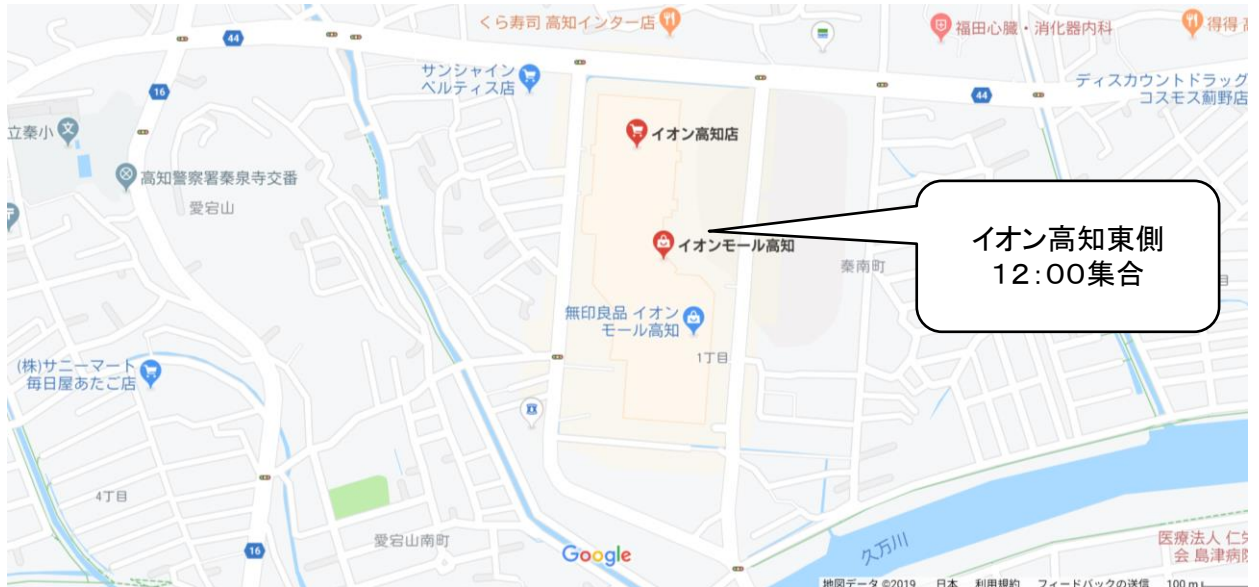 くら寿司 高知インター店
福田心臓・消化器内科
得得
44
サンシャイン
ベルティス店
16
44
ディスカウントドラッグ
コスモス薊野店
立秦小
イオン高知店
高知警察署秦泉寺交番
愛宕山
イオン高知東側
12:00集合
イオンモール高知
秦南町
無印良品 イオン
モール高知
1丁目
(株)サニーマート
毎日屋あたご店
4丁目
愛宕山南町
16
Google
久万川
医療法人 仁栄
会 島津病院
地図データ ©2019 日本 利用規約 フィードバックの送信 100 m